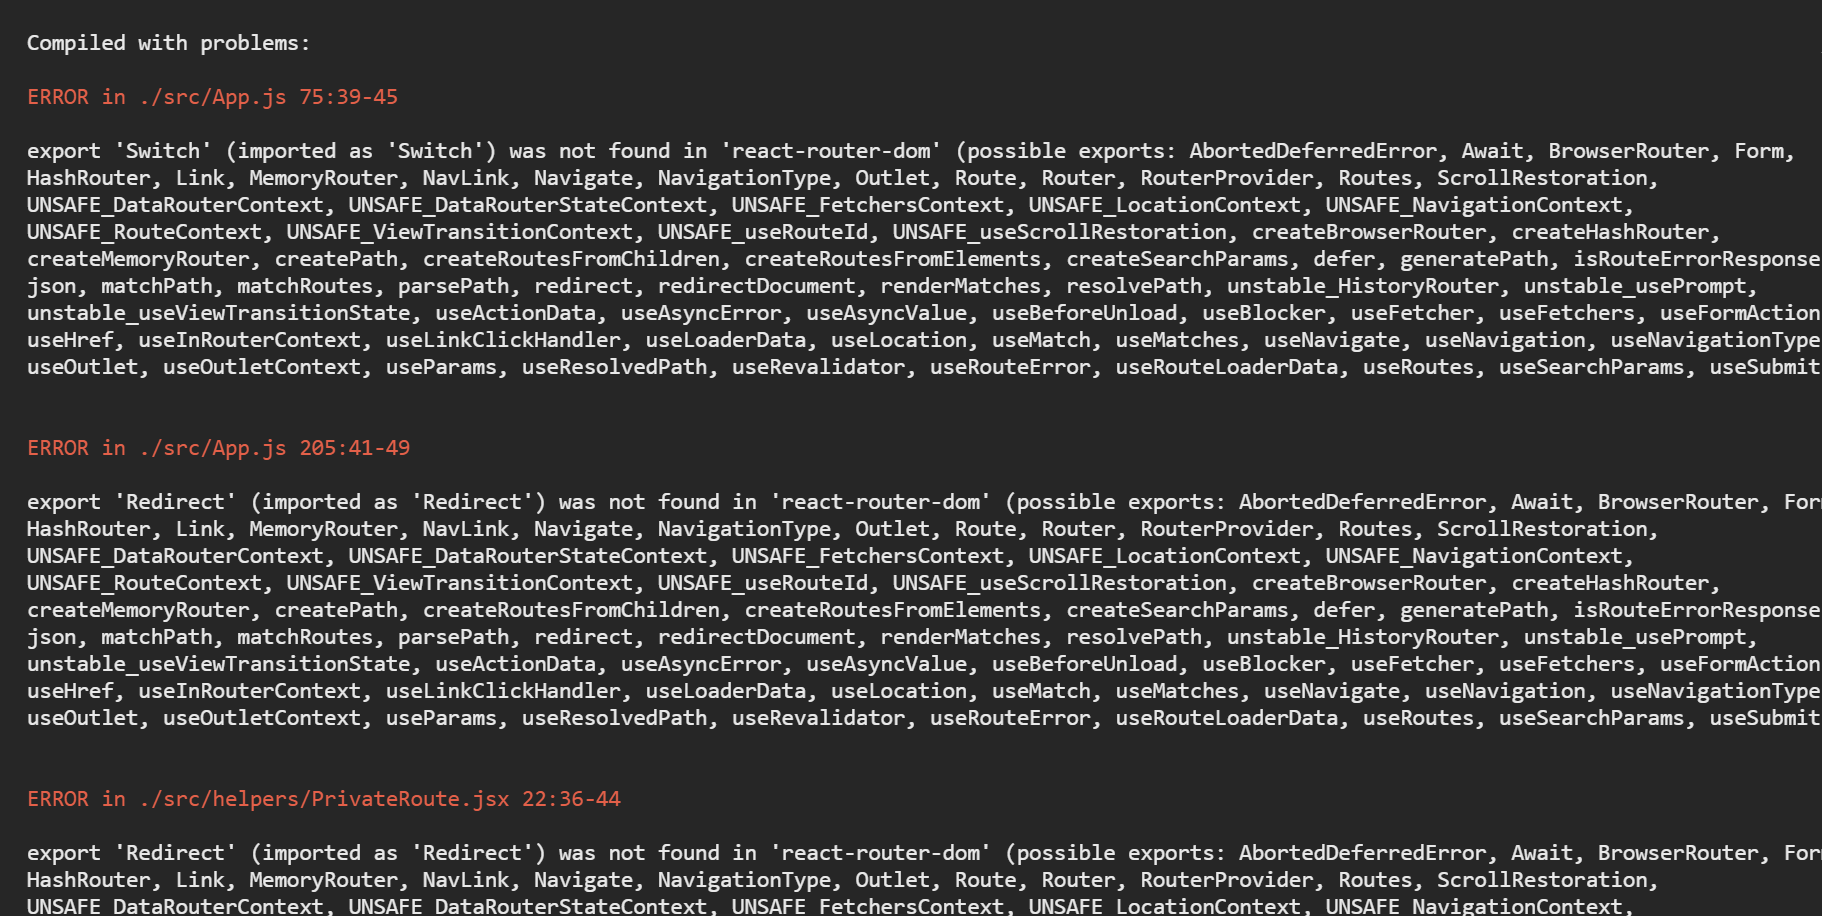 Compiled with problems:
ERROR in ./src/App.js 75:39-45
export 'Switch' (imported as 'Switch') was not found in 'react-router-dom' (possible exports: AbortedDeferredError, Await, BrowserRouter, Form,
HashRouter, Link, MemoryRouter, NavLink, Navigate, NavigationType, Outlet, Route, Router, RouterProvider, Routes, ScrollRestoration,
UNSAFE_DataRouterContext, UNSAFE_DataRouterStateContext, UNSAFE_FetchersContext, UNSAFE_LocationContext, UNSAFE_NavigationContext,
UNSAFE_RouteContext, UNSAFE_ViewTransitionContext, UNSAFE_useRouteId, UNSAFE_useScrollRestoration, createBrowserRouter, createHashRouter,
createMemoryRouter, createPath, createRoutesFromChildren, createRoutesFromElements, createSearchParams, defer, generatePath, isRouteErrorResponse
json, matchPath, matchRoutes, parsePath, redirect, redirectDocument, renderMatches, resolvePath, unstable_HistoryRouter, unstable_usePrompt,
unstable_useViewTransitionState, useActionData, useAsyncError, useAsyncValue, useBeforeUnload, useBlocker, useFetcher, useFetchers, useFormAction
useHref, useInRouterContext, useLinkClickHandler, useLoaderData, useLocation, useMatch, useMatches, useNavigate, useNavigation, useNavigationType
useOutlet, useOutletContext, useParams, useResolvedPath, useRevalidator, useRouteError, useRouteLoaderData, useRoutes, useSearchParams, useSubmit
ERROR in ./src/App.js 205:41-49
export 'Redirect' (imported as 'Redirect') was not found in 'react-router-dom' (possible exports: AbortedDeferredError, Await, BrowserRouter, For
HashRouter, Link, MemoryRouter, NavLink, Navigate, NavigationType, Outlet, Route, Router, RouterProvider, Routes, ScrollRestoration,
UNSAFE_DataRouterContext, UNSAFE_DataRouterStateContext, UNSAFE_FetchersContext, UNSAFE_LocationContext, UNSAFE_NavigationContext,
UNSAFE_RouteContext, UNSAFE_ViewTransitionContext, UNSAFE_useRouteId, UNSAFE_useScrollRestoration, createBrowserRouter, createHashRouter,
createMemoryRouter, createPath, createRoutesFromChildren, createRoutesFromElements, createSearchParams, defer, generatePath, isRouteErrorResponse
json, matchPath, matchRoutes, parsePath, redirect, redirectDocument, renderMatches, resolvePath, unstable_HistoryRouter, unstable_usePrompt,
unstable_useViewTransitionState, useActionData, useAsyncError, useAsyncValue, useBeforeUnload, useBlocker, useFetcher, useFetchers, useFormAction
useHref, useInRouterContext, useLinkClickHandler, useLoaderData, useLocation, useMatch, useMatches, useNavigate, useNavigation, useNavigationType
useOutlet, useOutletContext, useParams, useResolvedPath, useRevalidator, useRouteError, useRouteLoaderData, useRoutes, useSearchParams, useSubmit
ERROR in ./src/helpers/PrivateRoute.jsx 22:36-44
export 'Redirect' (imported as 'Redirect') was not found in 'react-router-dom' (possible exports: AbortedDeferredError, Await, BrowserRouter, For
HashRouter, Link, MemoryRouter, NavLink, Navigate, NavigationType, Outlet, Route, Router, RouterProvider, Routes, ScrollRestoration,
UNSAFE_DataRouterContext, UNSAFE_DataRouterStateContext, UNSAFE_FetchersContext, UNSAFE_LocationContext, UNSAFE_NavigationContext,